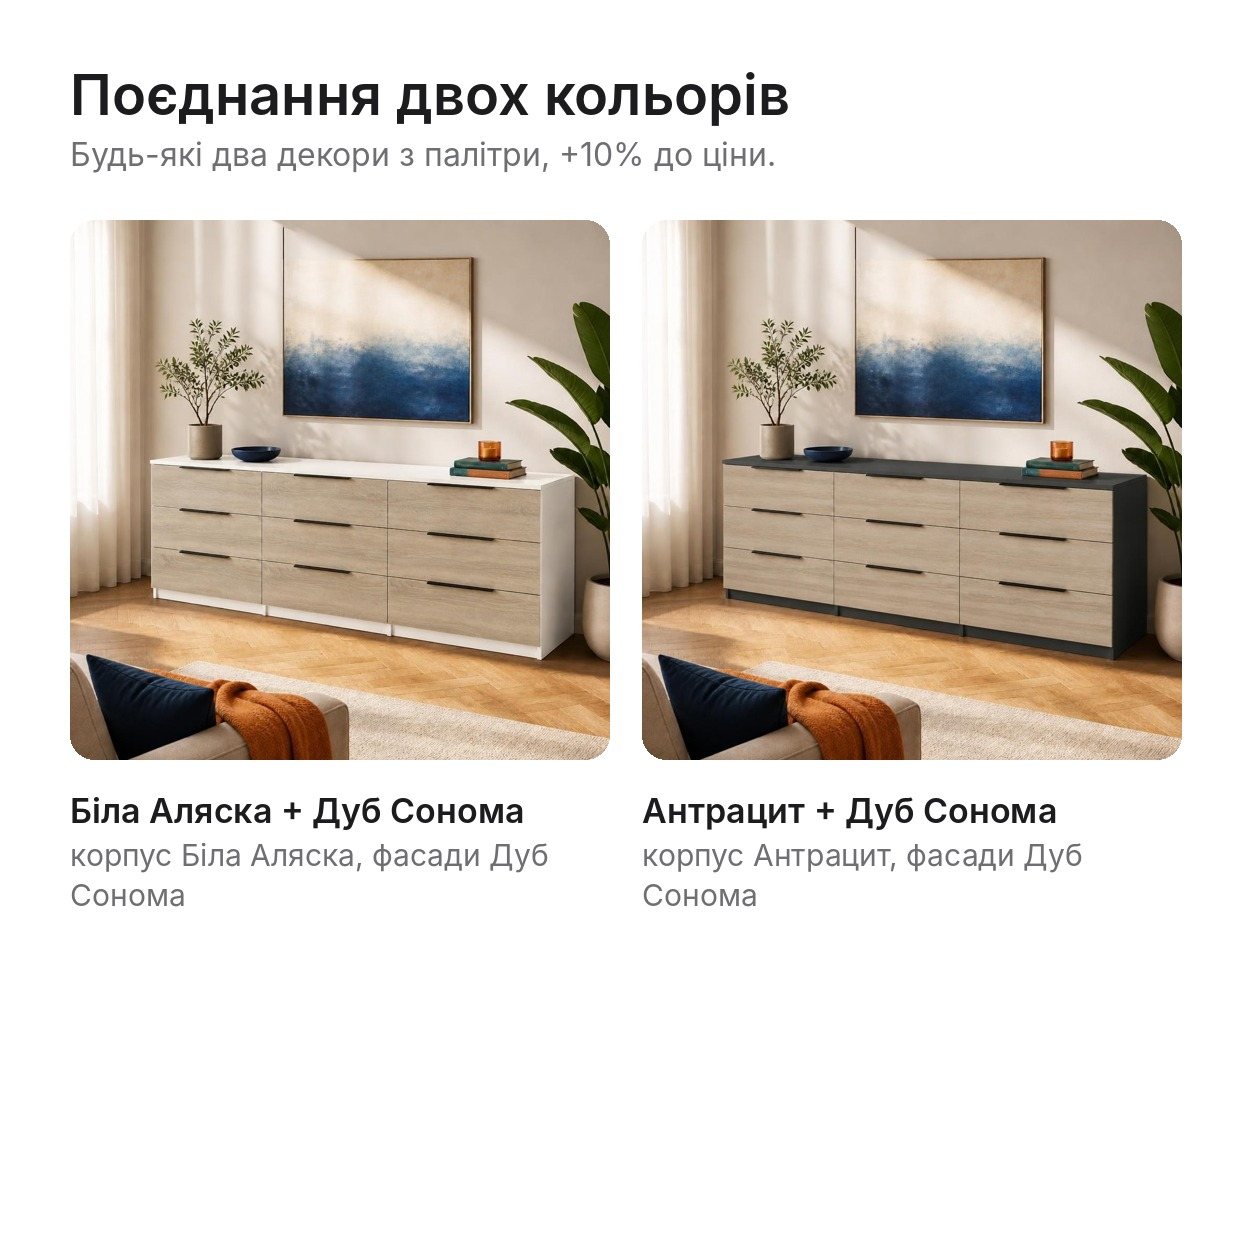 Поєднання двох кольорів
Будь-які два декори з палітри, +10% до ціни.
Біла Аляска + Дуб Сонома
корпус Біла Аляска, фасади Дуб
Сонома
Антрацит + Дуб Сонома
корпус Антрацит, фасади Дуб
Сонома